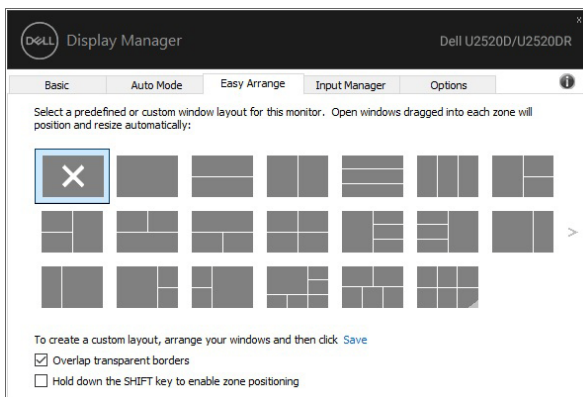 DELL Display Manager Dell U2520D/U2520DR
Basic Auto Mode Easy Arrange Input Manager Options
Select a predefined or custom window layout for this monitor. Open windows dragged into each zone will
position and resize automatically:
To create a custom layout, arrange your windows and then click Save
Overlap transparent borders
Hold down the SHIFT key to enable zone positioning